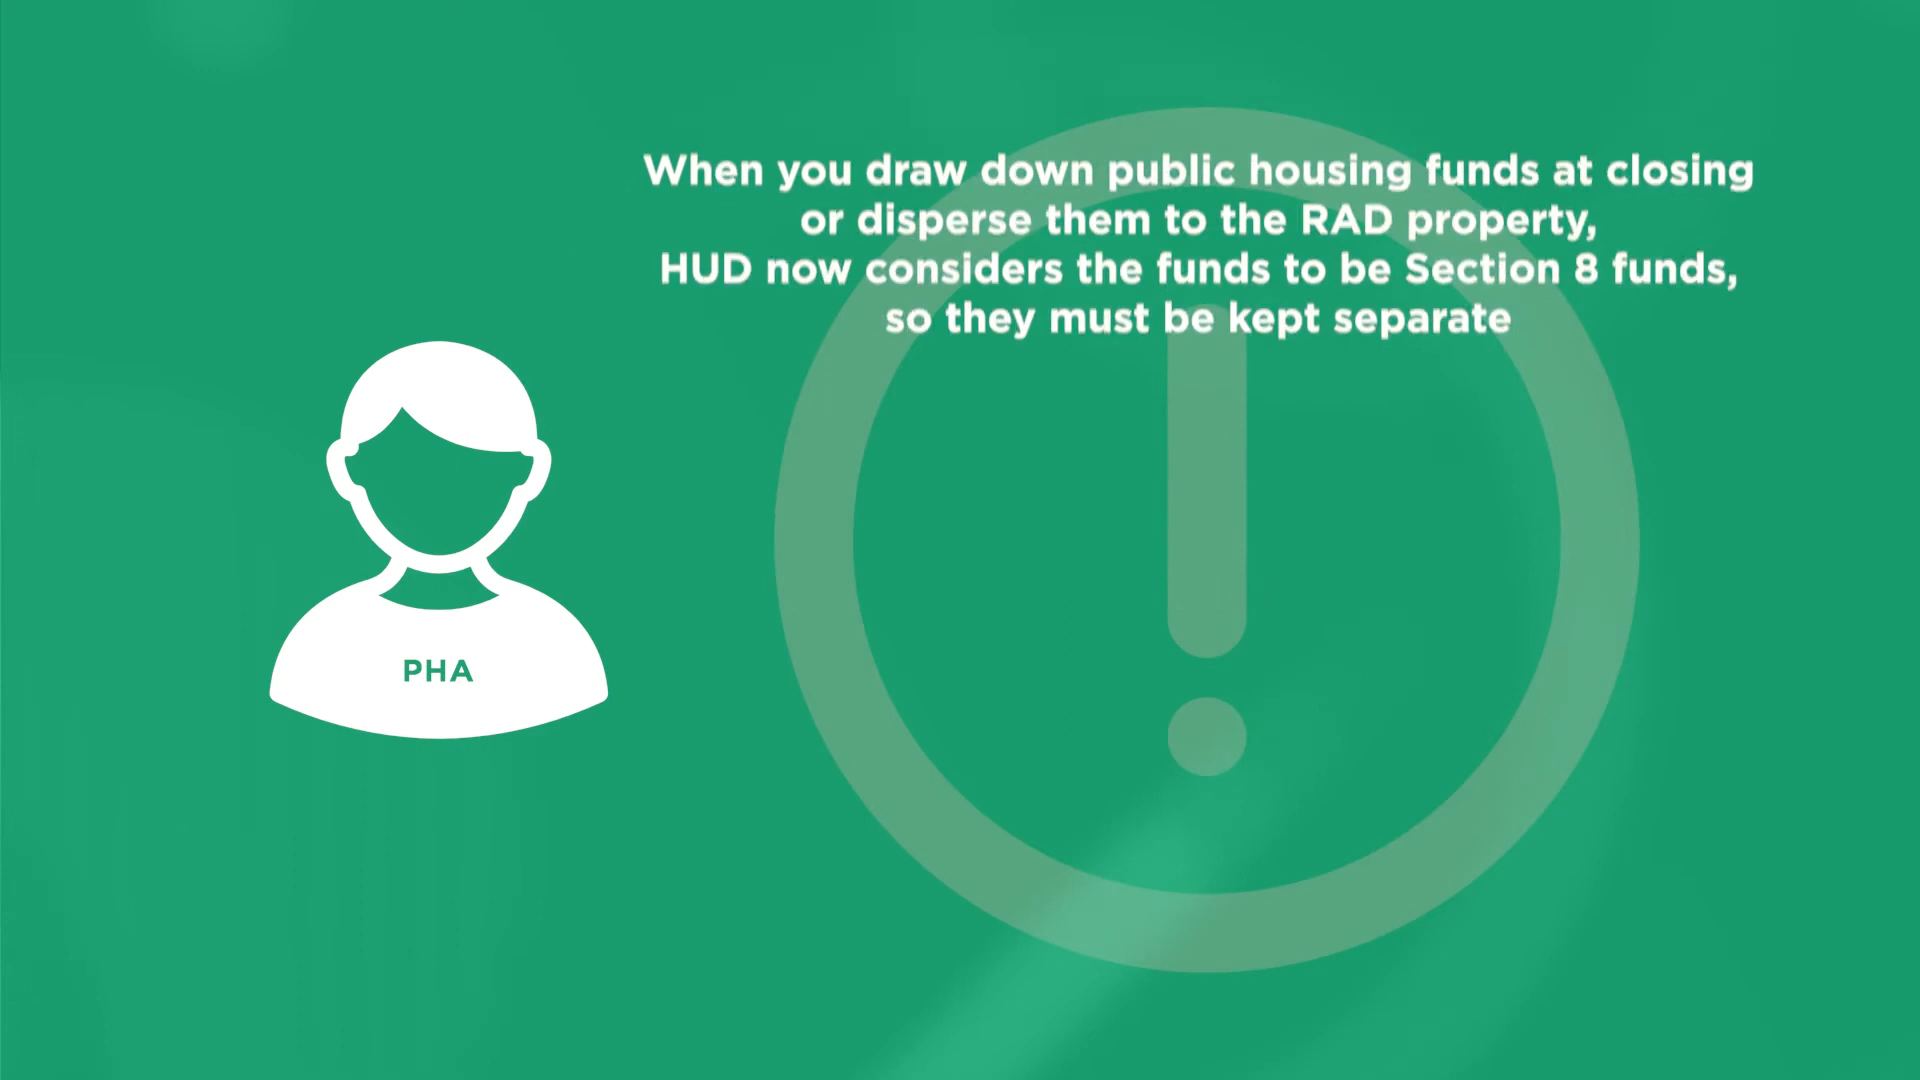 When you draw down public housing funds at closing
or disperse them to the RAD property,
HUD now considers the funds to be Section 8 funds,
so they must be kept separate
PHA